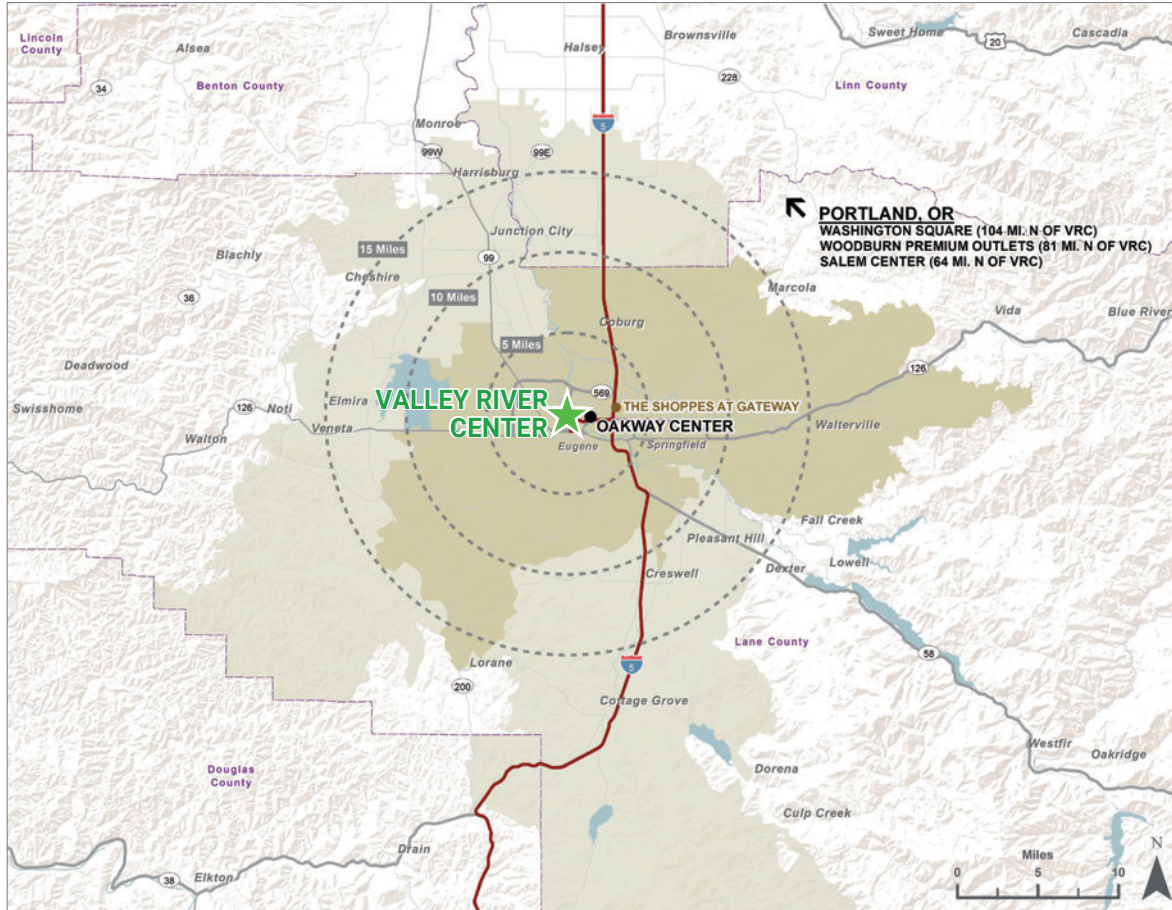 Lincoln
County
Alsea
Halsey
Brownsville
Sweet Home
20
Cascadia
34
Benton County
228
Linn County
5
Monroe
99W
99E
Harrisburg
PORTLAND, OR
WASHINGTON SQUARE (104 MI. N OF VRC)
WOODBURN PREMIUM OUTLETS (81 MI. N OF VRC)
SALEM CENTER (64 MI. N OF VRC)
Junction City
15 Miles
Blachly
99
Cheshire
Marcola
36
10 Miles
Vida
Blue River
Coburg
5 Miles
Deadwood
126
569
VALLEY RIVER
CENTER
THE SHOPPES AT GATEWAY
OAKWAY CENTER
Swisshome
126
Noti
Elmira
Veneta
Walterville
Walton
Eugene
Springfield
Fall Creek
Pleasant Hill
Lowell
Dexter
Creswell
Lane County
58
Lorane
5
200
Cottage Grove
Westfir
Oakridge
Douglas
County
Dorena
Culp Creek
Drain
38
Elkton
Miles
0 5 10
N